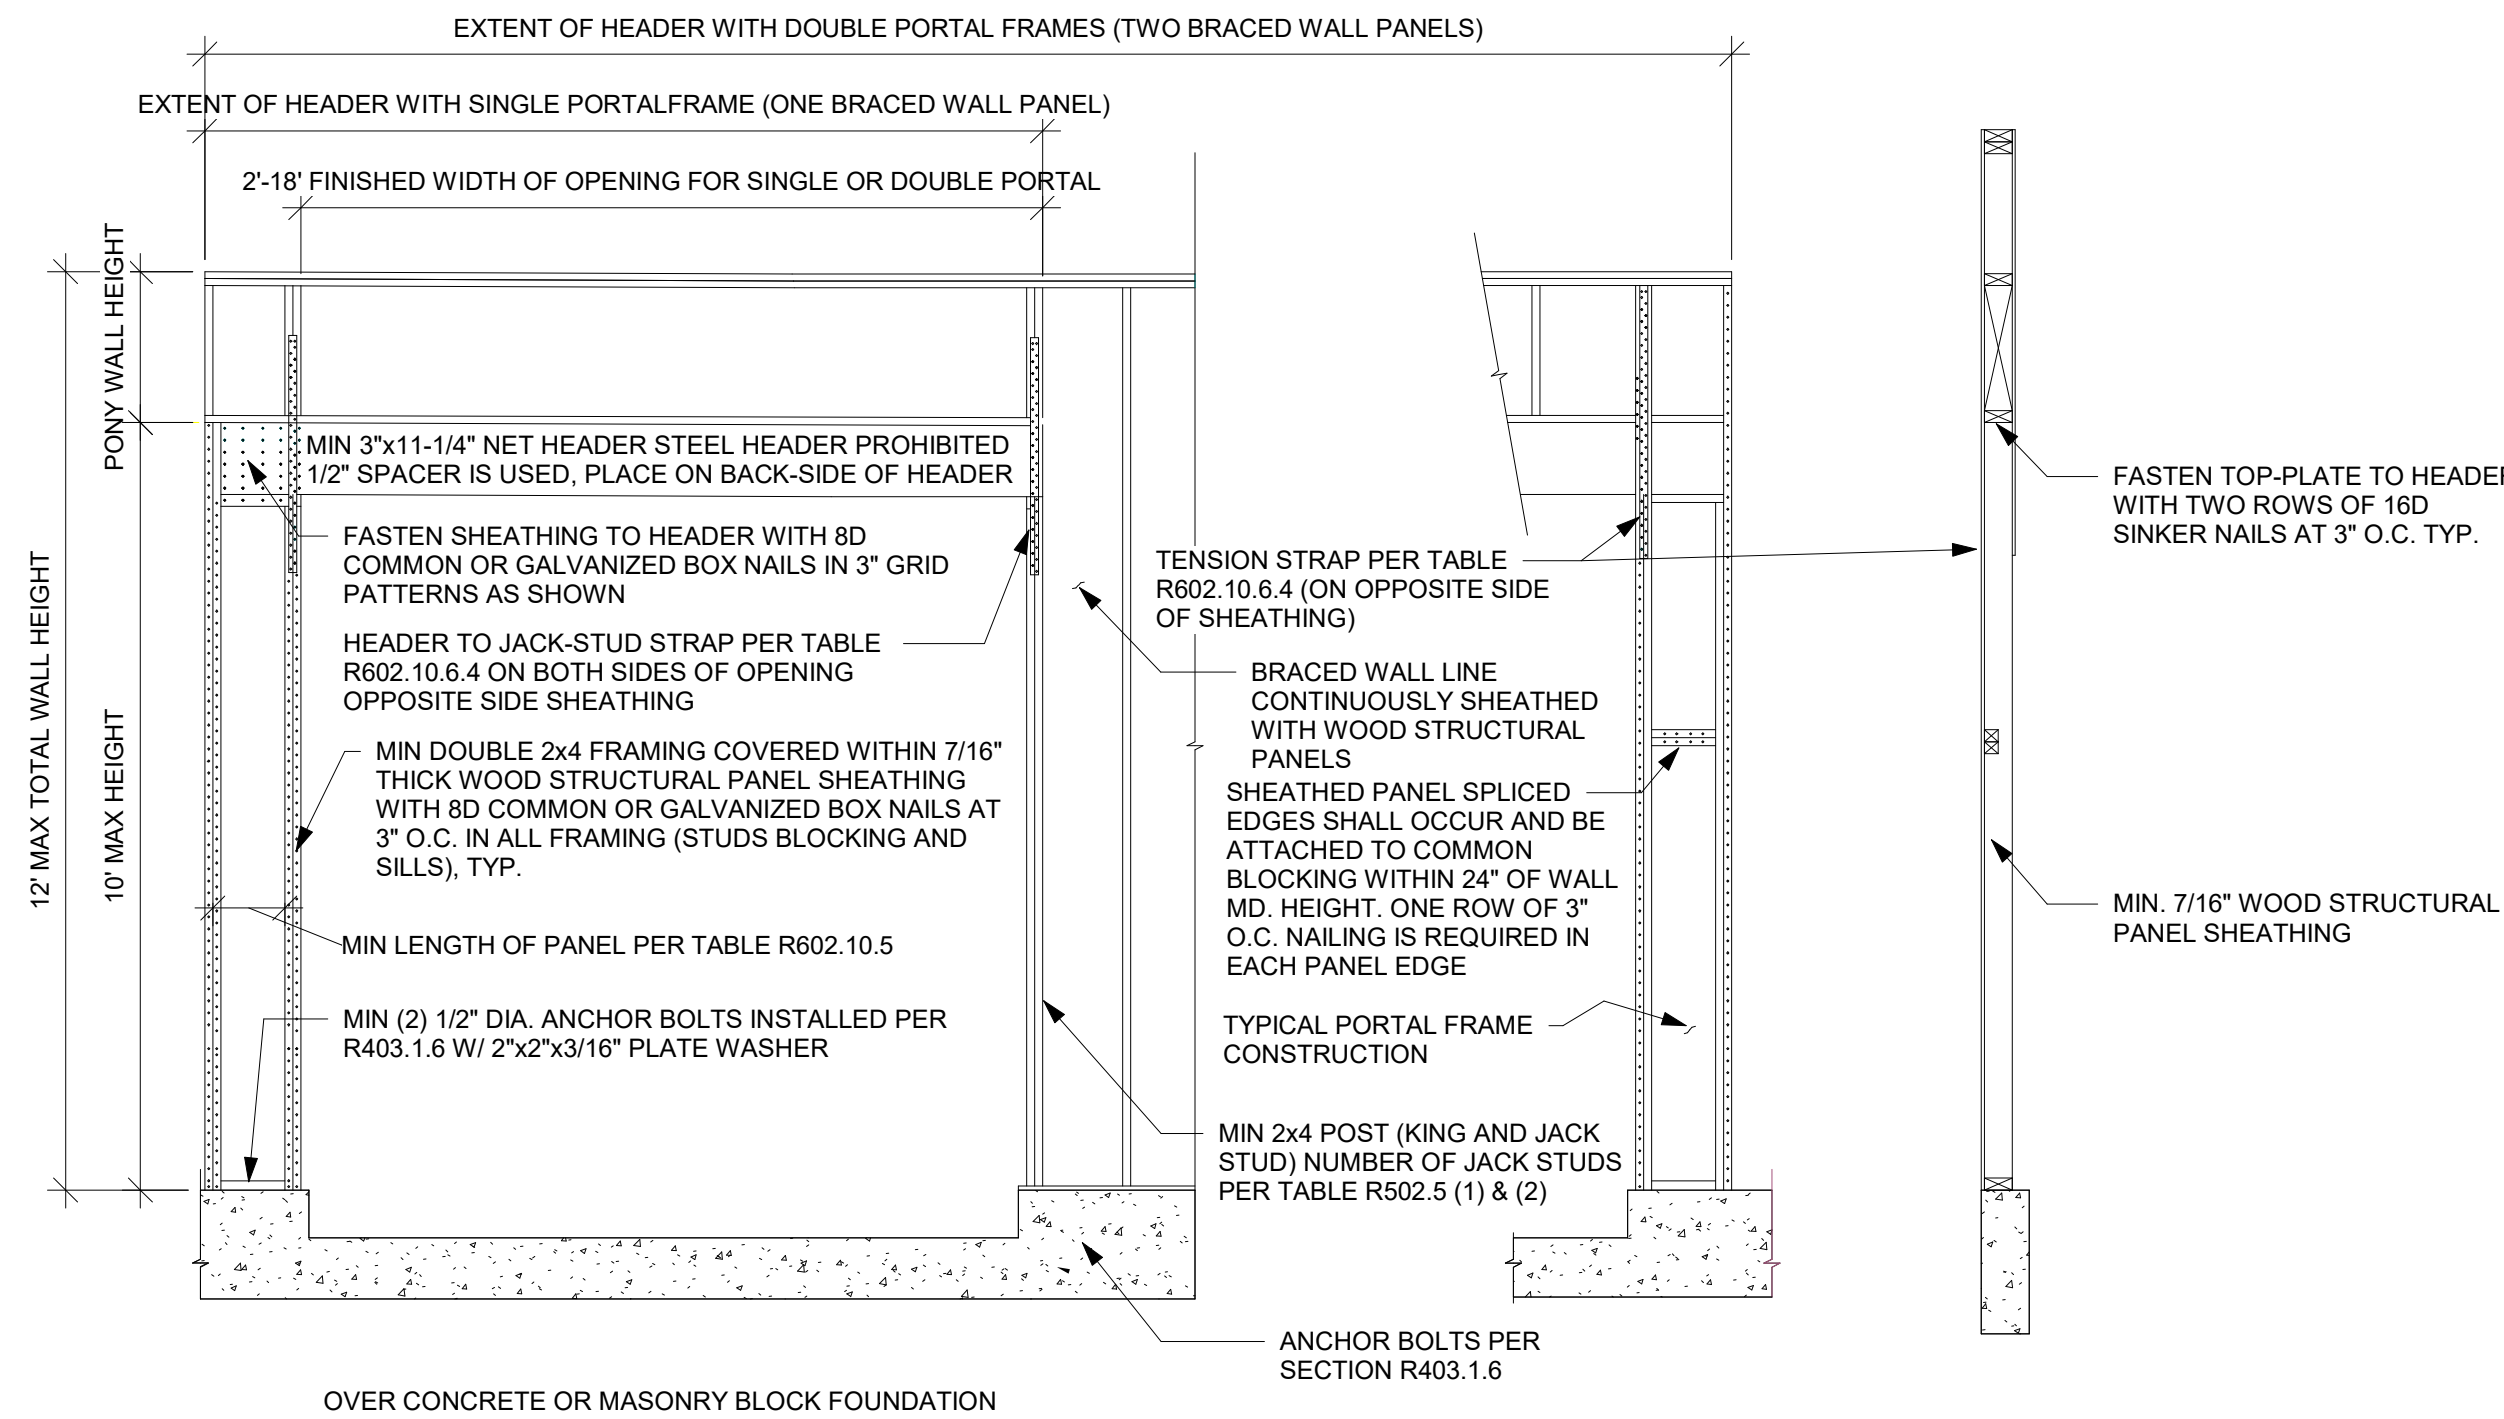 EXTENT OF HEADER WITH DOUBLE PORTAL FRAMES (TWO BRACED WALL PANELS)
EXTENT OF HEADER WITH SINGLE PORTALFRAME (ONE BRACED WALL PANEL)
2'-18' FINISHED WIDTH OF OPENING FOR SINGLE OR DOUBLE PORTAL
12' MAX TOTAL WALL HEIGHT
PONY WALL HEIGHT
10' MAX HEIGHT
MIN 3"x11-1/4" NET HEADER STEEL HEADER PROHIBITED
1/2" SPACER IS USED, PLACE ON BACK-SIDE OF HEADER
FASTEN SHEATHING TO HEADER WITH 8D
COMMON OR GALVANIZED BOX NAILS IN 3" GRID
PATTERNS AS SHOWN
HEADER TO JACK-STUD STRAP PER TABLE
R602.10.6.4 ON BOTH SIDES OF OPENING
OPPOSITE SIDE SHEATHING
MIN DOUBLE 2x4 FRAMING COVERED WITHIN 7/16"
THICK WOOD STRUCTURAL PANEL SHEATHING
WITH 8D COMMON OR GALVANIZED BOX NAILS AT
3" O.C. IN ALL FRAMING (STUDS BLOCKING AND
SILLS), TYP.
MIN LENGTH OF PANEL PER TABLE R602.10.5
MIN (2) 1/2" DIA. ANCHOR BOLTS INSTALLED PER
R403.1.6 W/ 2"x2"x3/16" PLATE WASHER
TENSION STRAP PER TABLE
R602.10.6.4 (ON OPPOSITE SIDE
OF SHEATHING)
BRACED WALL LINE
CONTINUOUSLY SHEATHED
WITH WOOD STRUCTURAL
PANELS
SHEATHED PANEL SPLICED
EDGES SHALL OCCUR AND BE
ATTACHED TO COMMON
BLOCKING WITHIN 24" OF WALL
MD. HEIGHT. ONE ROW OF 3"
O.C. NAILING IS REQUIRED IN
EACH PANEL EDGE
TYPICAL PORTAL FRAME
CONSTRUCTION
MIN 2x4 POST (KING AND JACK
STUD) NUMBER OF JACK STUDS
PER TABLE R502.5 (1) & (2)
ANCHOR BOLTS PER
SECTION R403.1.6
FASTEN TOP-PLATE TO HEADER
WITH TWO ROWS OF 16D
SINKER NAILS AT 3" O.C. TYP.
MIN. 7/16" WOOD STRUCTURAL
PANEL SHEATHING
OVER CONCRETE OR MASONRY BLOCK FOUNDATION